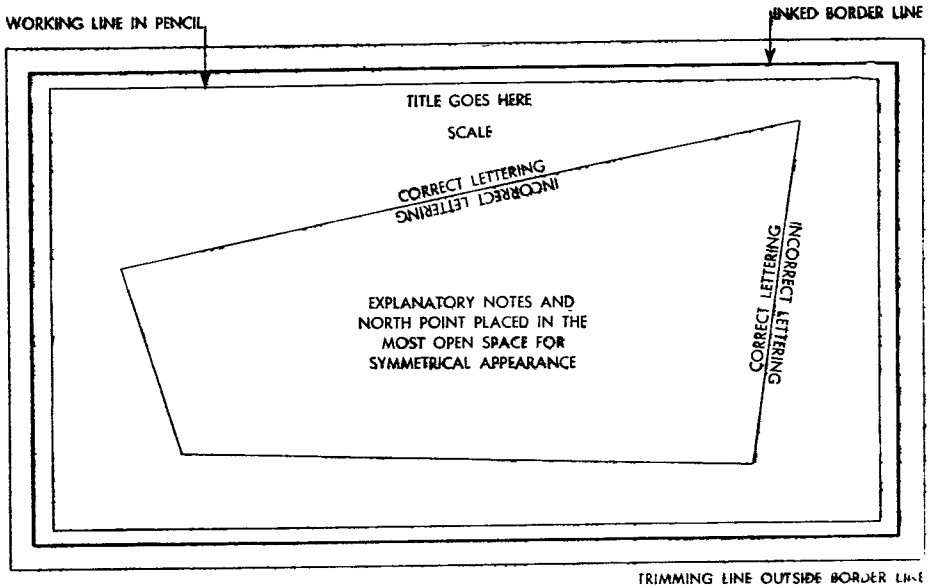 WORKING LINE IN PENCIL
INKED BORDER LINE
TITLE GOES HERE
SCALE
CORRECT LETTERING
INCORRECT LETTERING
INCORRECT LETTERING
CORRECT LETTERING
EXPLANATORY NOTES AND
NORTH POINT PLACED IN THE
MOST OPEN SPACE FOR
SYMMETRICAL APPEARANCE
TRIMMING LINE OUTSIDE BORDER LINE